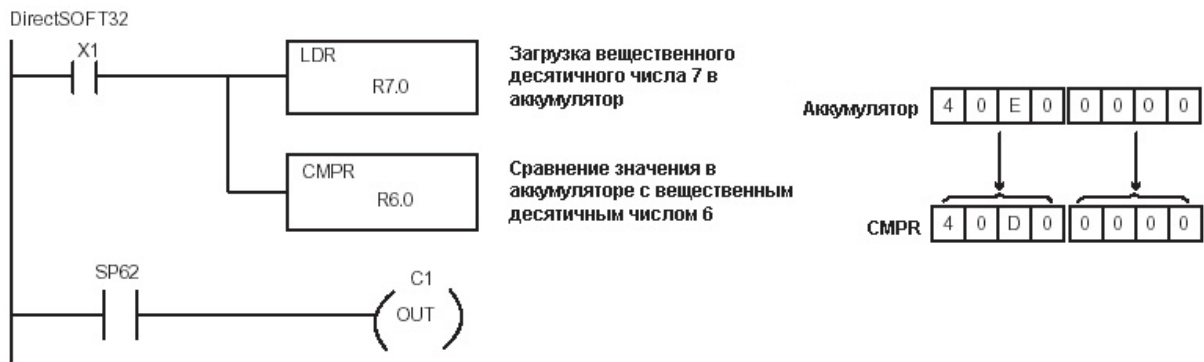 DirectSOFT32
X1
LDR
R7.0
Загрузка вещественного
десятичного числа 7 в
аккумулятор
CMPR
R6.0
Сравнение значения в
аккумуляторе с вещественным
десятичным числом 6
Аккумулятор 4 0 E 0 0 0 0 0
CMPR 4 0 D 0 0 0 0 0
SP62
C1
OUT